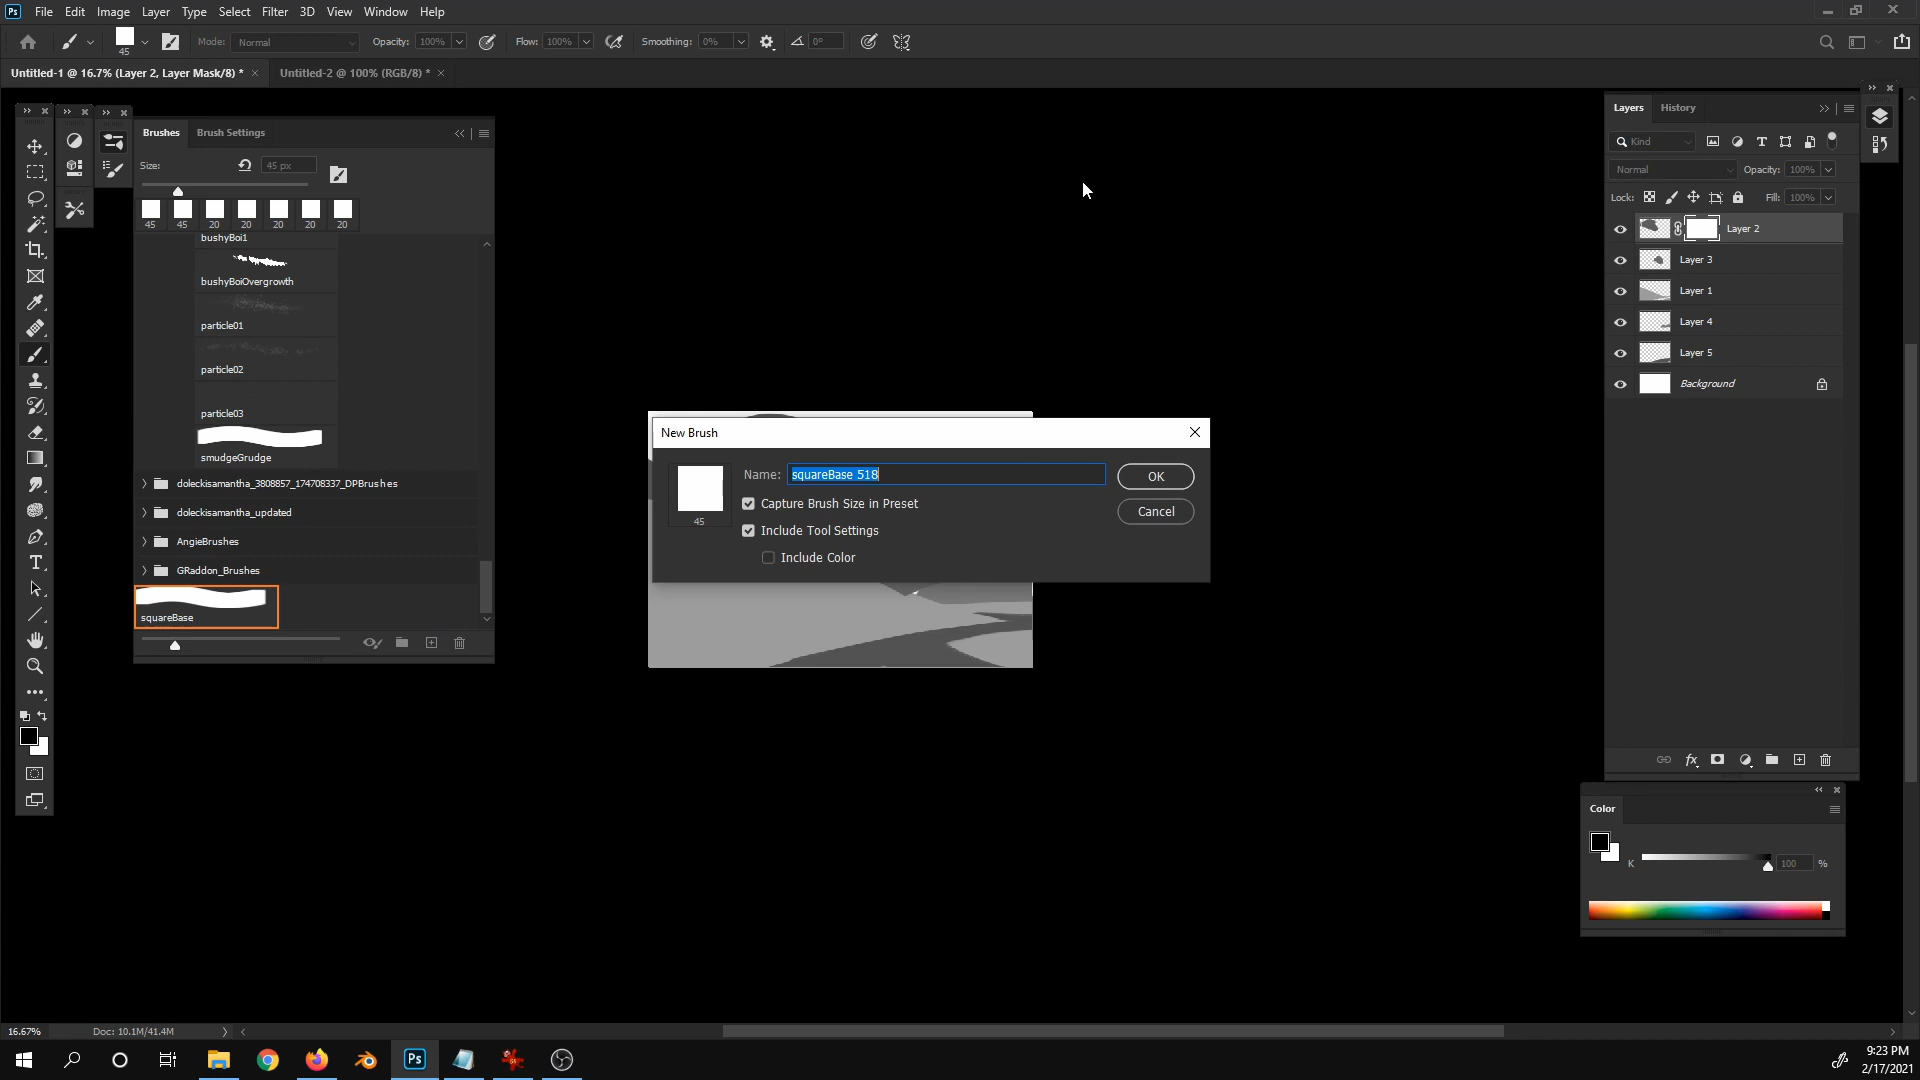 Ps File Edit Image Layer Type Select Filter 3D View Window Help
45 Mode: Normal Opacity: 100% Flow: 100% Smoothing: 0% 0°
Untitled-1 @ 16.7% (Layer 2, Layer Mask/8) * Untitled-2 @ 100% (RGB/8) *
Brushes Brush Settings
Size: 45 px
45 45 20 20 20 20 20
bushyBoi1
bushyBoiOvergrowth
particle01
particle02
particle03
smudgeGrudge
doleckisamantha_3808857_174708337_DPBrushes
doleckisamantha_updated
AngieBrushes
GRaddon_Brushes
squareBase
New Brush
Name: squareBase 518
45
Capture Brush Size in Preset
Include Tool Settings
Include Color
OK
Cancel
Layers History
Kind
Normal Opacity: 100%
Lock: Fill: 100%
Layer 2
Layer 3
Layer 1
Layer 4
Layer 5
Background
fx
Color
K 100 %
16.67% Doc: 10.1M/41.4M
Ps
9:23 PM
2/17/2021